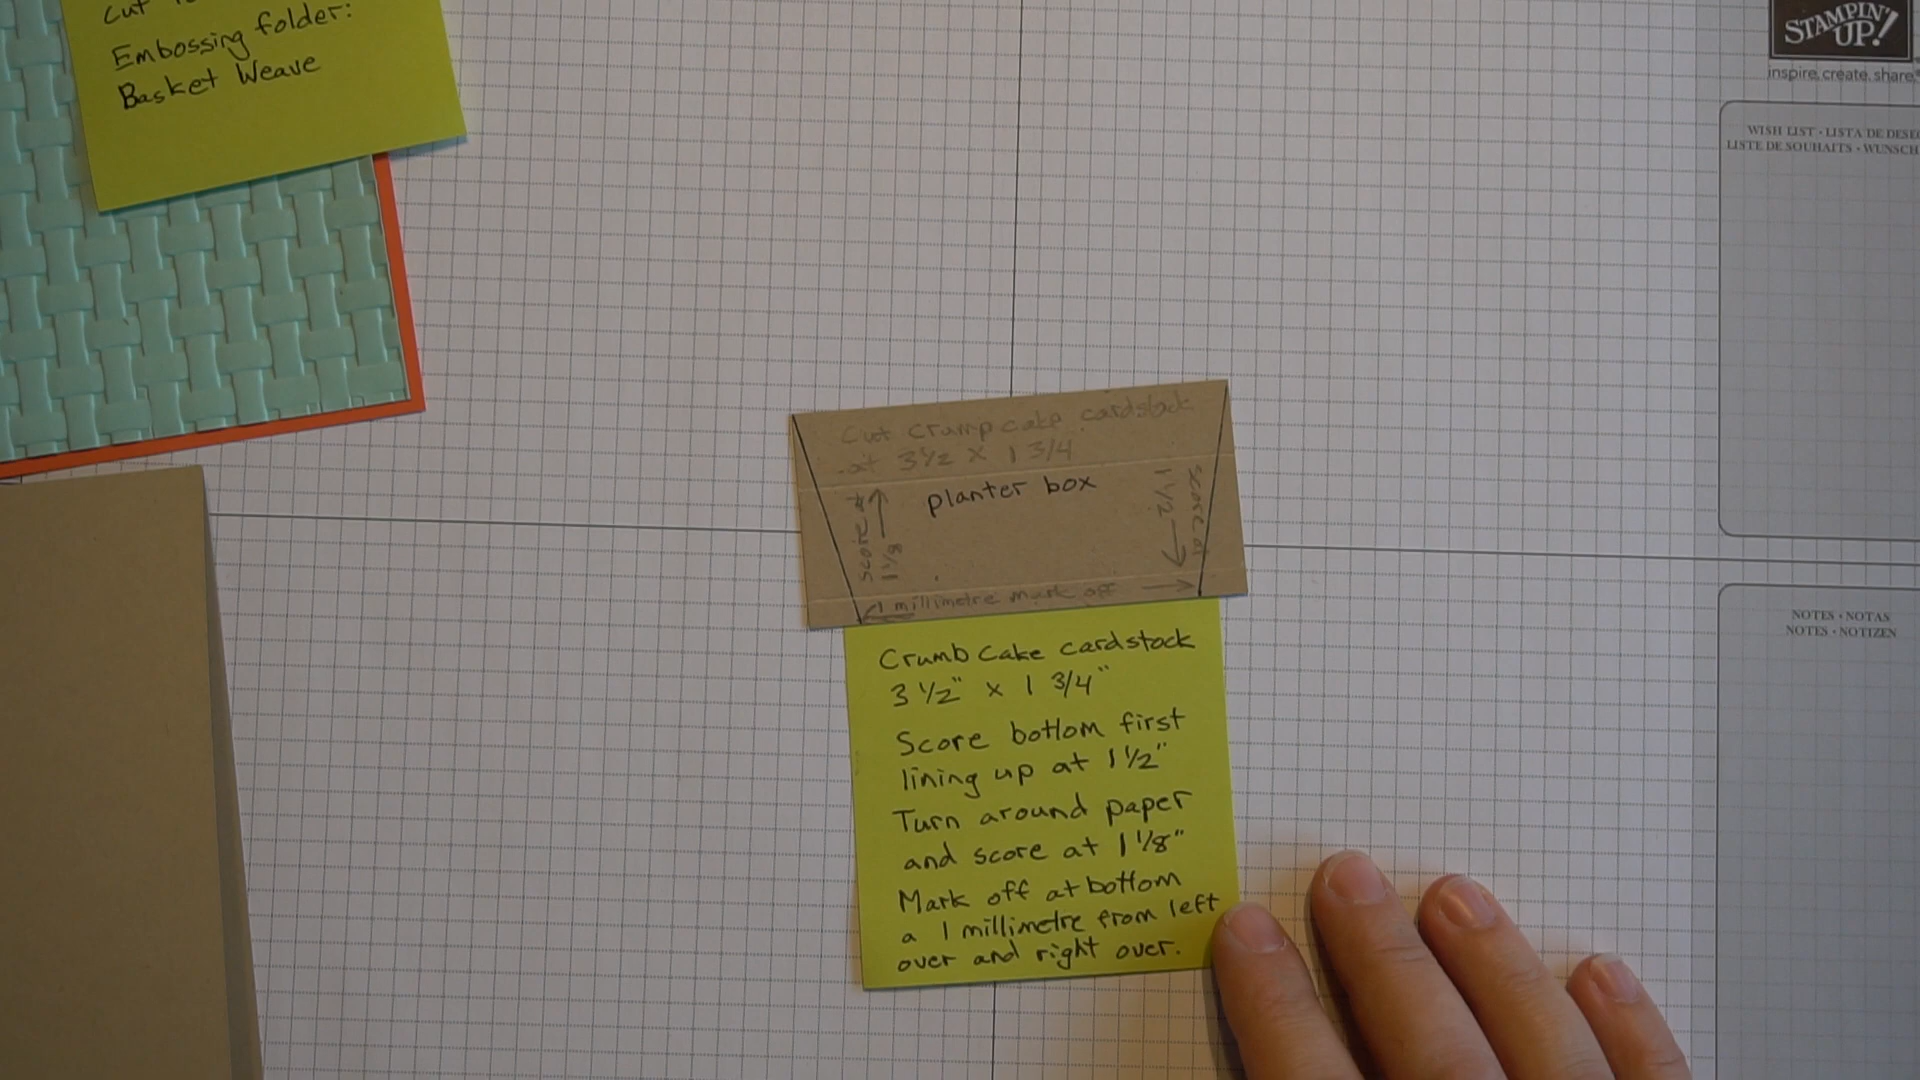 Cut
Embossing folder:
Basket Weave
STAMPIN'
UP!
inspire. create. share.
WISH LIST • LISTA DE DESEO
LISTE DE SOUHAITS • WUNSCH
NOTES • NOTAS
NOTES • NOTIZEN
Cut crump cake cardstock
at 3 1/2 x 1 3/4
planter box
score at
1 1/8
score at
1 1/2
1 millimetre mark off
Crumb Cake cardstock
3 1/2" x 1 3/4"
Score bottom first
lining up at 1 1/2"
Turn around paper
and score at 1 1/8"
Mark off at bottom
a 1 millimetre from left
over and right over.